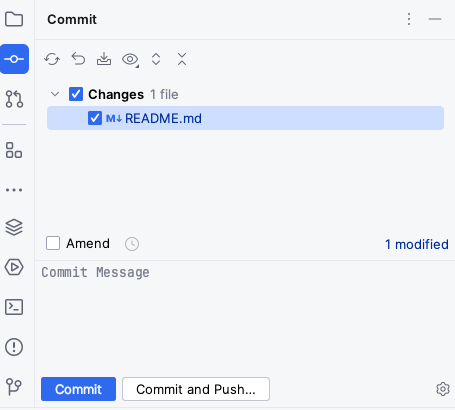 Commit
Changes 1 file
M↓ README.md
Amend
1 modified
Commit Message
Commit
Commit and Push...